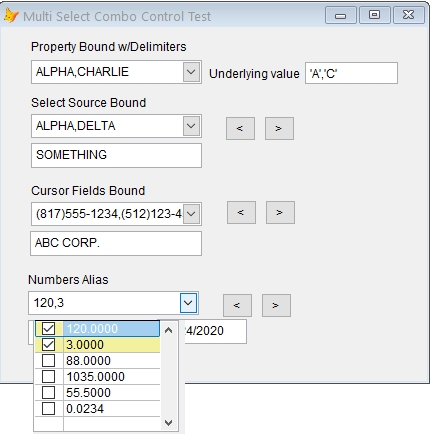 Multi Select Combo Control Test
Property Bound w/Delimiters
ALPHA,CHARLIE Underlying value 'A','C'
Select Source Bound
ALPHA,DELTA < >
SOMETHING
Cursor Fields Bound
(817)555-1234,(512)123-4 < >
ABC CORP.
Numbers Alias
120,3 < >
4/2020
120.0000
3.0000
88.0000
1035.0000
55.5000
0.0234